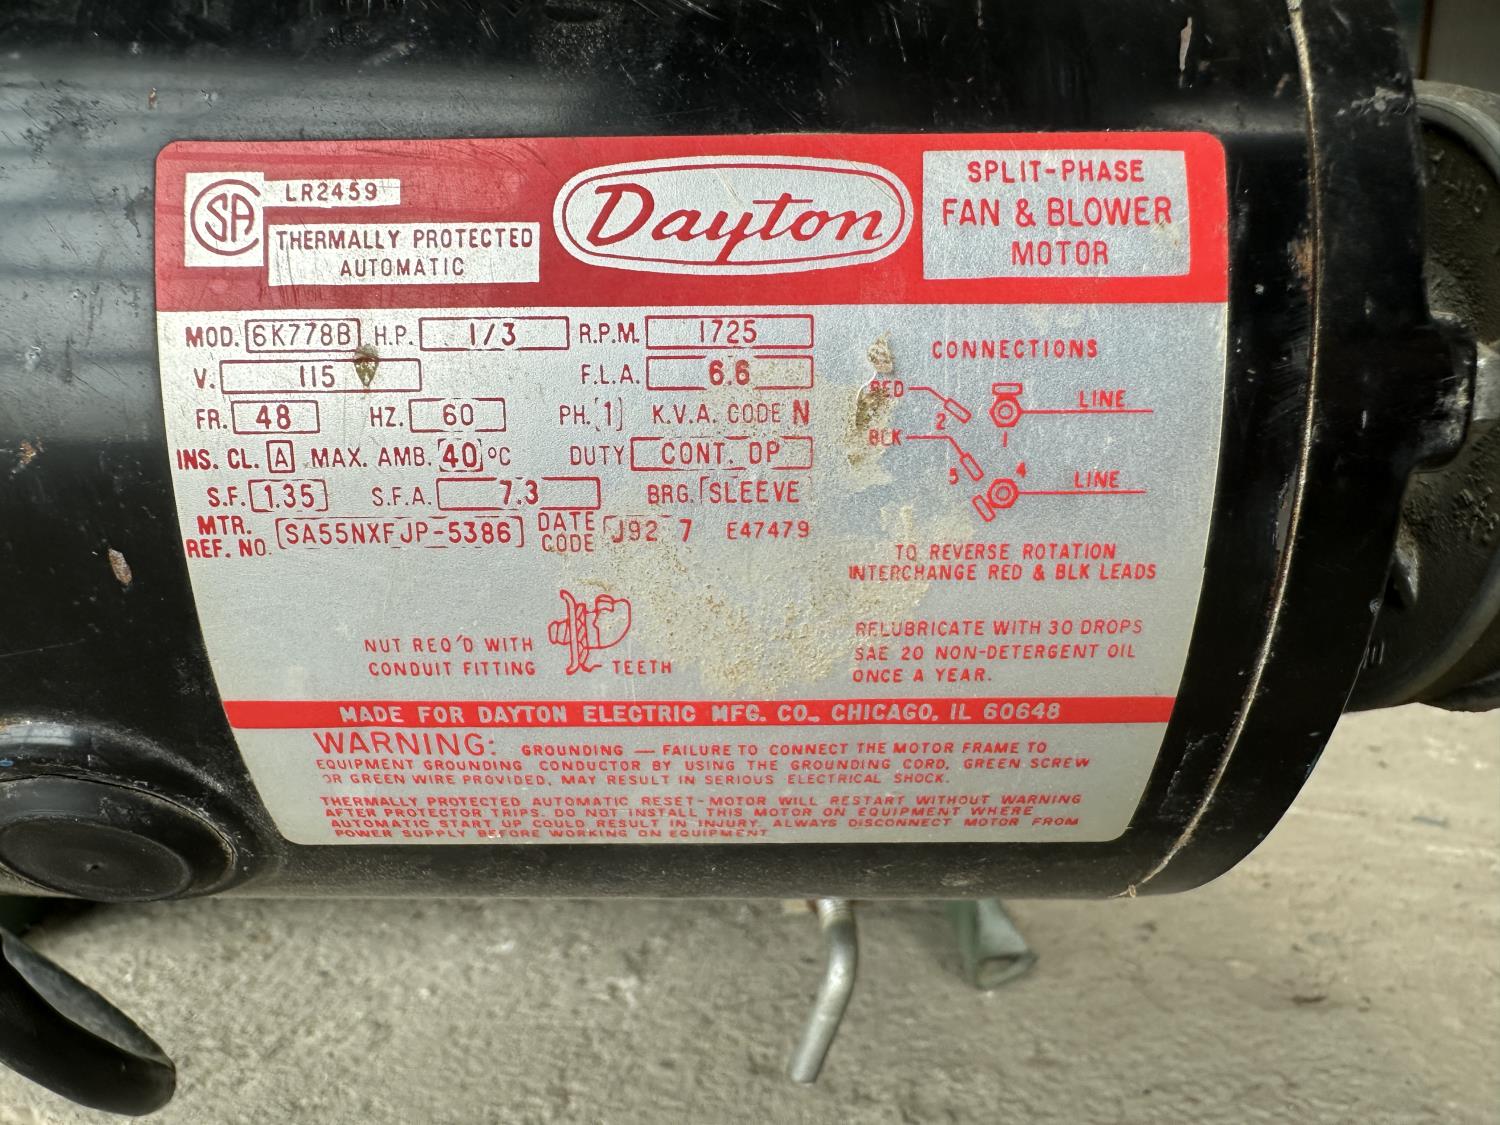 SA LR2459
THERMALLY PROTECTED
AUTOMATIC
Dayton
SPLIT-PHASE
FAN & BLOWER
MOTOR
MOD. 6K778B H.P. 1/3 R.P.M. 1725
V. 115 F.L.A. 6.6
FR. 48 HZ. 60 PH. 1 K.V.A. CODE N
INS. CL. A MAX. AMB. 40 °C DUTY CONT. DP
S.F. 1.35 S.F.A. 7.3 BRG. SLEEVE
MTR.
REF. NO. SA55NXFJP-5386 DATE
CODE J92 7 E47479
CONNECTIONS
RED 2 1 LINE
BLK 5 4 LINE
TO REVERSE ROTATION
INTERCHANGE RED & BLK LEADS
NUT REQ'D WITH
CONDUIT FITTING TEETH
RELUBRICATE WITH 30 DROPS
SAE 20 NON-DETERGENT OIL
ONCE A YEAR.
MADE FOR DAYTON ELECTRIC MFG. CO. CHICAGO, IL 60648
WARNING: GROUNDING — FAILURE TO CONNECT THE MOTOR FRAME TO
EQUIPMENT GROUNDING CONDUCTOR BY USING THE GROUNDING CORD, GREEN SCREW
OR GREEN WIRE PROVIDED, MAY RESULT IN SERIOUS ELECTRICAL SHOCK.
THERMALLY PROTECTED AUTOMATIC RESET-MOTOR WILL RESTART WITHOUT WARNING
AFTER PROTECTOR TRIPS. DO NOT INSTALL THIS MOTOR ON EQUIPMENT WHERE
AUTOMATIC START UP COULD RESULT IN INJURY. ALWAYS DISCONNECT MOTOR FROM
POWER SUPPLY BEFORE WORKING ON EQUIPMENT